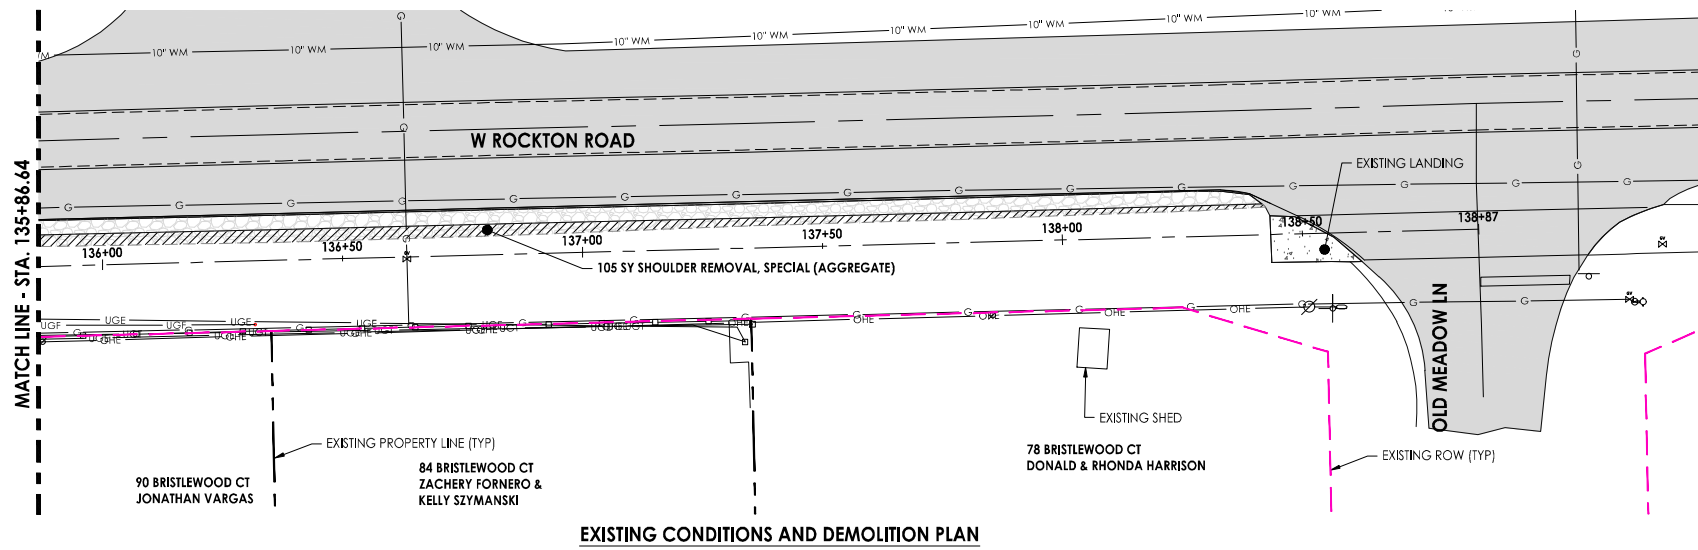 10" WM 10" WM 10" WM 10" WM 10" WM 10" WM 10" WM 10" WM 10" WM
W ROCKTON ROAD
EXISTING LANDING
MATCH LINE - STA. 135+86.64
136+00
136+50
137+00
137+50
138+00
138+50
138+87
105 SY SHOULDER REMOVAL, SPECIAL (AGGREGATE)
G G G G G G G G G G G G G G G
UGE UGE UGE UGE
OHE OHE OHE OHE OHE
OLD MEADOW LN
EXISTING SHED
EXISTING PROPERTY LINE (TYP)
EXISTING ROW (TYP)
90 BRISTLEWOOD CT
JONATHAN VARGAS
84 BRISTLEWOOD CT
ZACHERY FORNERO &
KELLY SZYMANSKI
78 BRISTLEWOOD CT
DONALD & RHONDA HARRISON
EXISTING CONDITIONS AND DEMOLITION PLAN